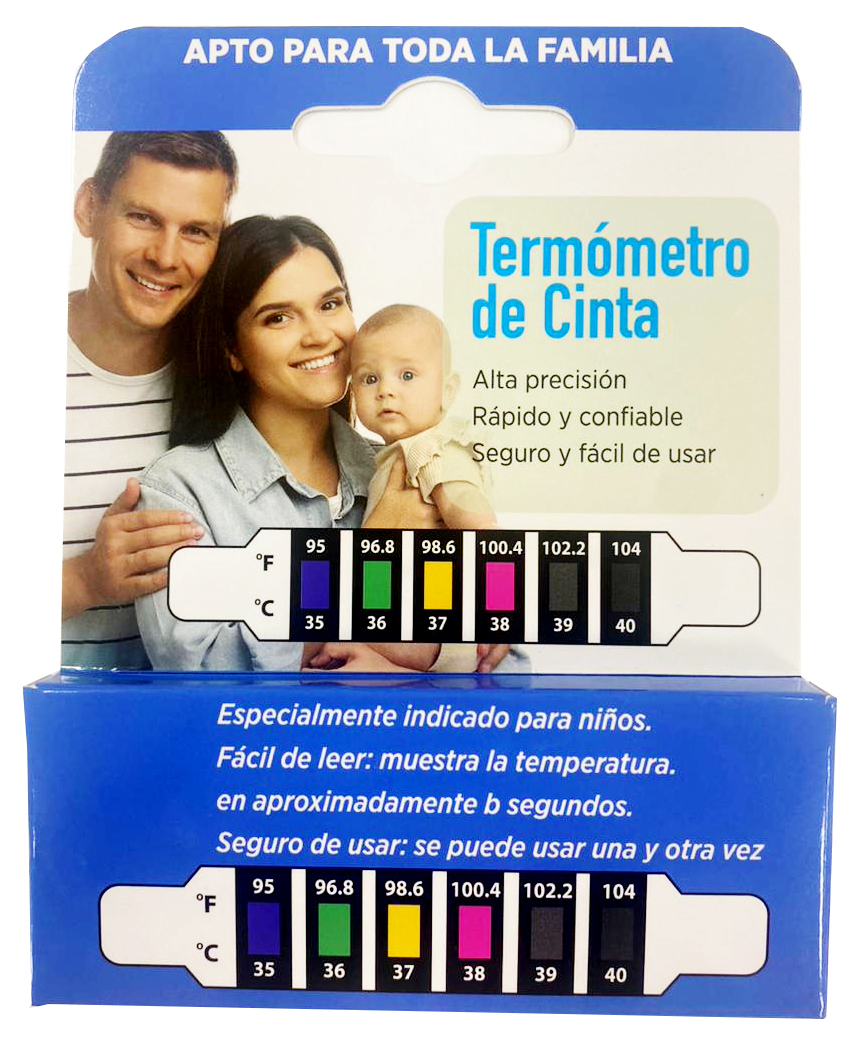 APTO PARA TODA LA FAMILIA
Termómetro
de Cinta
Alta precisión
Rápido y confiable
Seguro y fácil de usar
°F 95 96.8 98.6 100.4 102.2 104
°C 35 36 37 38 39 40
Especialmente indicado para niños.
Fácil de leer: muestra la temperatura.
en aproximadamente b segundos.
Seguro de usar: se puede usar una y otra vez
°F 95 96.8 98.6 100.4 102.2 104
°C 35 36 37 38 39 40